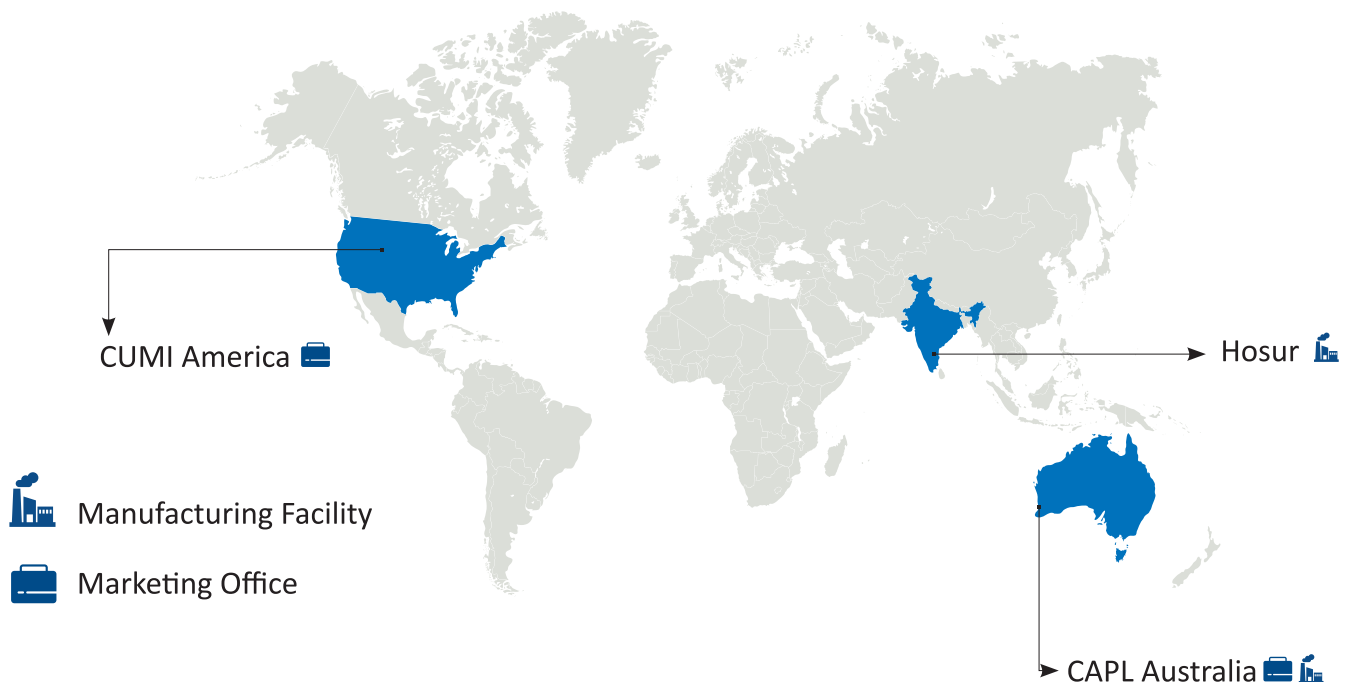 CUMI America
Hosur
Manufacturing Facility
Marketing Office
CAPL Australia